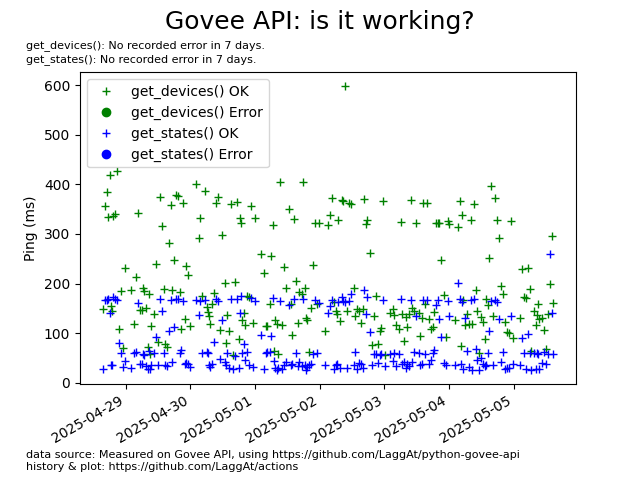 Govee API: is it working?
get_devices(): No recorded error in 7 days.
get_states(): No recorded error in 7 days.
get_devices() OK
get_devices() Error
get_states() OK
get_states() Error
Ping (ms)
600
500
400
300
200
100
0
2025-04-29
2025-04-30
2025-05-01
2025-05-02
2025-05-03
2025-05-04
2025-05-05
data source: Measured on Govee API, using https://github.com/LaggAt/python-govee-api
history & plot: https://github.com/LaggAt/actions